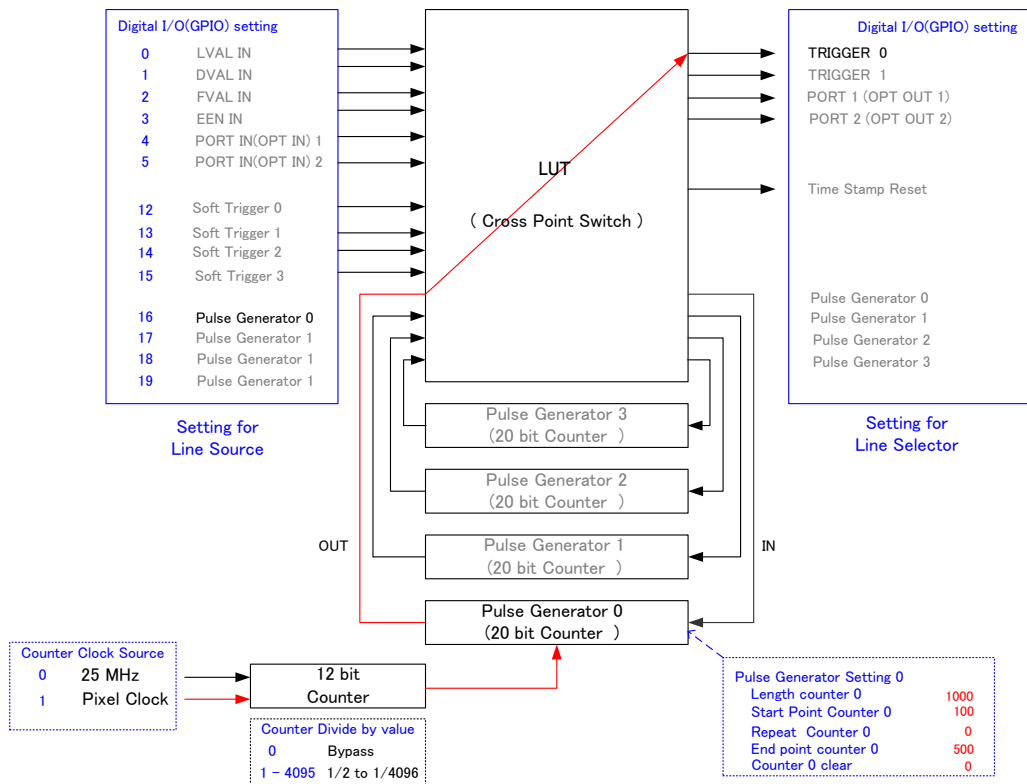 Digital I/O(GPIO) setting
0 LVAL IN
1 DVAL IN
2 FVAL IN
3 EEN IN
4 PORT IN(OPT IN) 1
5 PORT IN(OPT IN) 2
12 Soft Trigger 0
13 Soft Trigger 1
14 Soft Trigger 2
15 Soft Trigger 3
16 Pulse Generator 0
17 Pulse Generator 1
18 Pulse Generator 1
19 Pulse Generator 1
Setting for
Line Source
LUT
( Cross Point Switch )
Digital I/O(GPIO) setting
TRIGGER 0
TRIGGER 1
PORT 1 (OPT OUT 1)
PORT 2 (OPT OUT 2)
Time Stamp Reset
Pulse Generator 0
Pulse Generator 1
Pulse Generator 2
Pulse Generator 3
Setting for
Line Selector
Pulse Generator 3
(20 bit Counter )
Pulse Generator 2
(20 bit Counter )
OUT
Pulse Generator 1
(20 bit Counter )
IN
Pulse Generator 0
(20 bit Counter )
Counter Clock Source
0 25 MHz
1 Pixel Clock
12 bit
Counter
Counter Divide by value
0 Bypass
1 - 4095 1/2 to 1/4096
Pulse Generator Setting 0
Length counter 0 1000
Start Point Counter 0 100
Repeat Counter 0 0
End point counter 0 500
Counter 0 clear 0